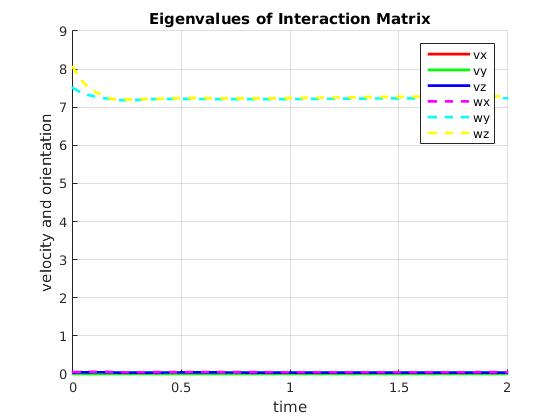 Eigenvalues of Interaction Matrix
9
8
7
6
5
4
3
2
1
0
velocity and orientation
vx
vy
vz
wx
wy
wz
0 0.5 1 1.5 2
time